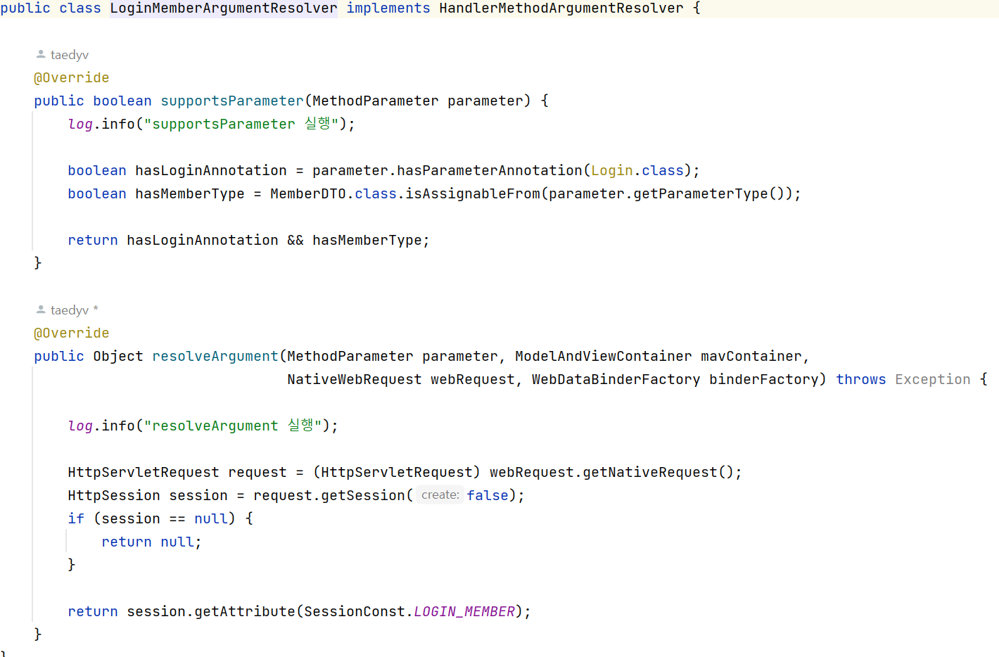 public class LoginMemberArgumentResolver implements HandlerMethodArgumentResolver {
taedyv
@Override
public boolean supportsParameter(MethodParameter parameter) {
log.info("supportsParameter 실행");
boolean hasLoginAnnotation = parameter.hasParameterAnnotation(Login.class);
boolean hasMemberType = MemberDTO.class.isAssignableFrom(parameter.getParameterType());
return hasLoginAnnotation && hasMemberType;
}
taedyv *
@Override
public Object resolveArgument(MethodParameter parameter, ModelAndViewContainer mavContainer,
NativeWebRequest webRequest, WebDataBinderFactory binderFactory) throws Exception {
log.info("resolveArgument 실행");
HttpServletRequest request = (HttpServletRequest) webRequest.getNativeRequest();
HttpSession session = request.getSession( create: false);
if (session == null) {
return null;
}
return session.getAttribute(SessionConst.LOGIN_MEMBER);
}
}